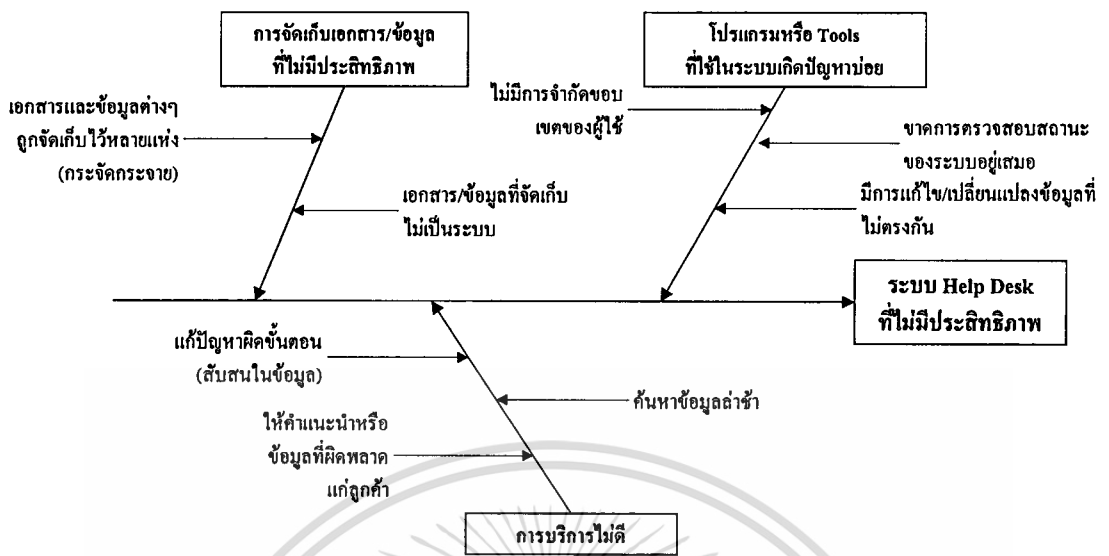 การจัดเก็บเอกสาร/ข้อมูล
ที่ไม่มีประสิทธิภาพ
โปรแกรมหรือ Tools
ที่ใช้ในระบบเกิดปัญหาบ่อย
เอกสารและข้อมูลต่างๆ
ถูกจัดเก็บไว้หลายแห่ง
(กระจัดกระจาย)
เอกสาร/ข้อมูลที่จัดเก็บ
ไม่เป็นระบบ
ไม่มีการจำกัดขอบ
เขตของผู้ใช้
ขาดการตรวจสอบสถานะ
ของระบบอยู่เสมอ
มีการแก้ไข/เปลี่ยนแปลงข้อมูลที่
ไม่ตรงกัน
ระบบ Help Desk
ที่ไม่มีประสิทธิภาพ
แก้ปัญหาผิดขั้นตอน
(สับสนในข้อมูล)
ค้นหาข้อมูลล่าช้า
ให้คำแนะนำหรือ
ข้อมูลที่ผิดพลาด
แก่ลูกค้า
การบริการไม่ดี